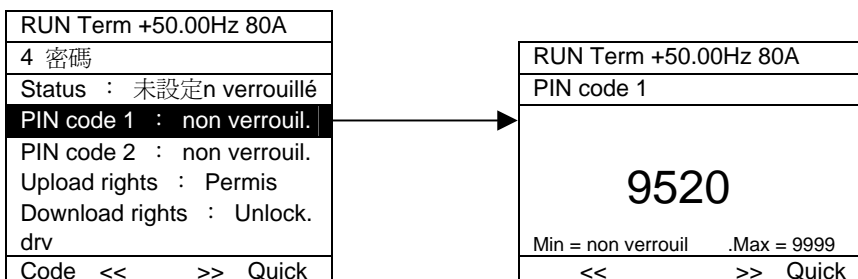 RUN Term +50.00Hz 80A
4 密碼
Status : 未設定n verrouillé
PIN code 1 : non verrouil.
PIN code 2 : non verrouil.
Upload rights : Permis
Download rights : Unlock.
drv
Code << >> Quick
RUN Term +50.00Hz 80A
PIN code 1
9520
Min = non verrouil .Max = 9999
<< >> Quick